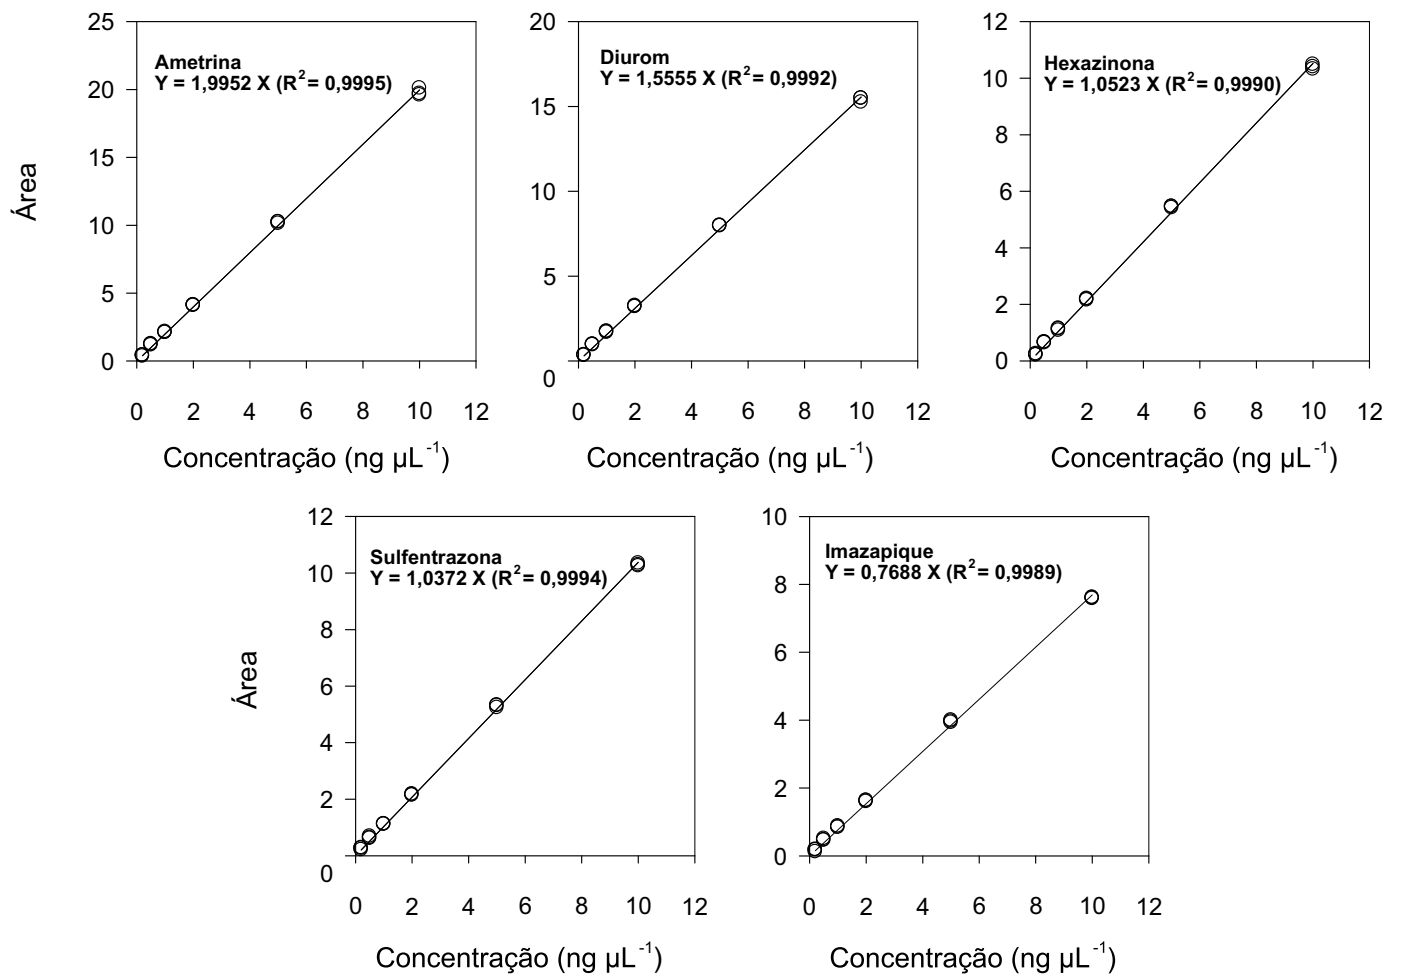 Ametrina
Y = 1,9952 X (R²= 0,9995)
25
20
15
10
5
0
0 2 4 6 8 10 12
Área
Concentração (ng µL⁻¹)
Diurom
Y = 1,5555 X (R²= 0,9992)
20
15
10
5
0
0 2 4 6 8 10 12
Concentração (ng µL⁻¹)
Hexazinona
Y = 1,0523 X (R²= 0,9990)
12
10
8
6
4
2
0
0 2 4 6 8 10 12
Concentração (ng µL⁻¹)
Sulfentrazona
Y = 1,0372 X (R²= 0,9994)
12
10
8
6
4
2
0
0 2 4 6 8 10 12
Área
Concentração (ng µL⁻¹)
Imazapique
Y = 0,7688 X (R²= 0,9989)
10
8
6
4
2
0
0 2 4 6 8 10 12
Concentração (ng µL⁻¹)